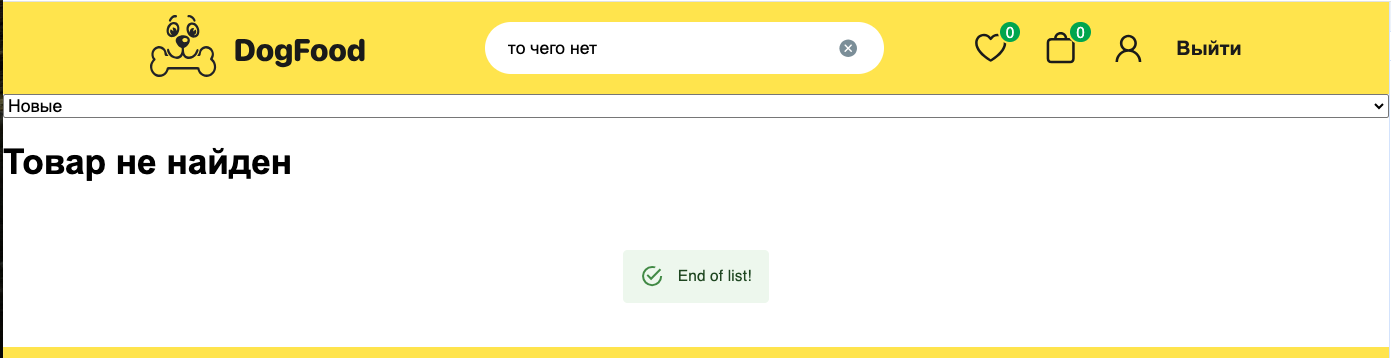 DogFood
то чего нет
0
0
Выйти
Новые
Товар не найден
End of list!